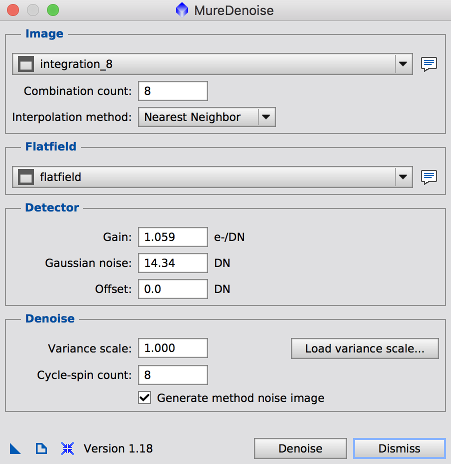 MureDenoise
Image
integration_8
Combination count: 8
Interpolation method: Nearest Neighbor
Flatfield
flatfield
Detector
Gain: 1.059 e-/DN
Gaussian noise: 14.34 DN
Offset: 0.0 DN
Denoise
Variance scale: 1.000 Load variance scale...
Cycle-spin count: 8
Generate method noise image
Version 1.18 Denoise Dismiss